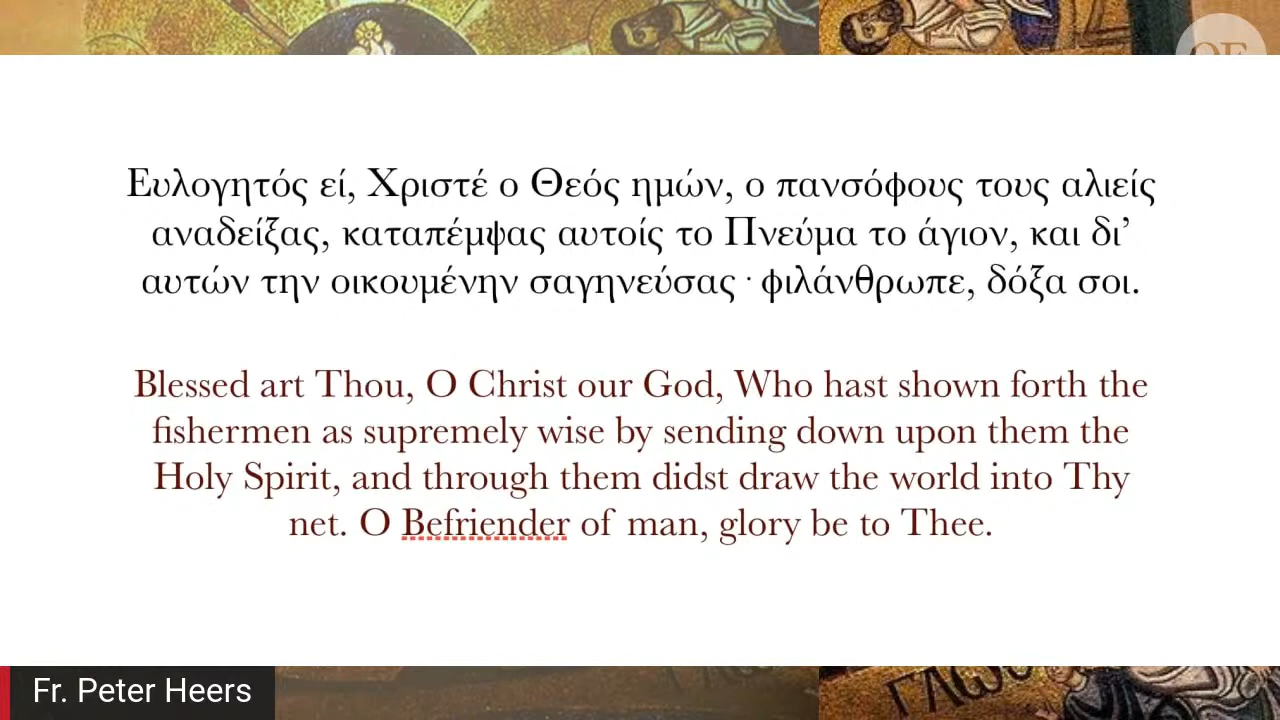 Ευλογητός εί, Χριστέ ο Θεός ημών, ο πανσόφους τους αλιείς
αναδείξας, καταπέμψας αυτοίς το Πνεύμα το άγιον, και δι’
αυτών την οικουμένην σαγηνεύσας · φιλάνθρωπε, δόξα σοι.
Blessed art Thou, O Christ our God, Who hast shown forth the
fishermen as supremely wise by sending down upon them the
Holy Spirit, and through them didst draw the world into Thy
net. O Befriender of man, glory be to Thee.
Fr. Peter Heers